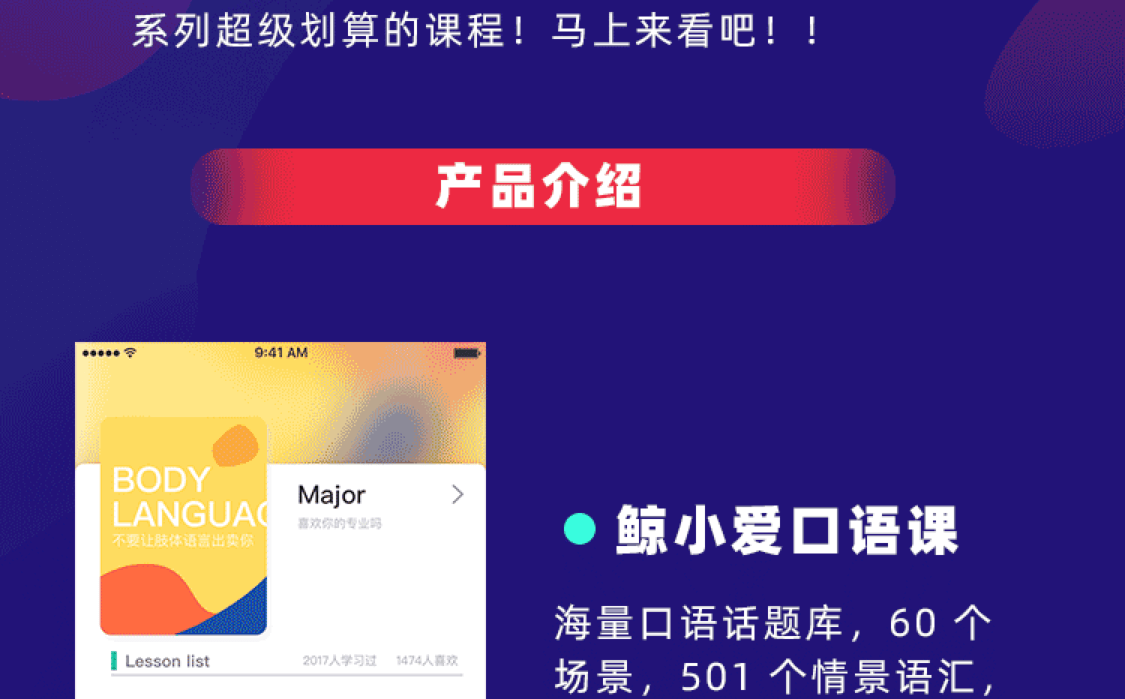 系列超级划算的课程！马上来看吧！！
产品介绍
9:41 AM
BODY
LANGUAG
不要让肢体语言出卖你
Major
喜欢你的专业吗
Lesson list
2017人学习过
1474人喜欢
鲸小爱口语课
海量口语话题库，60 个
场景，501 个情景语汇，